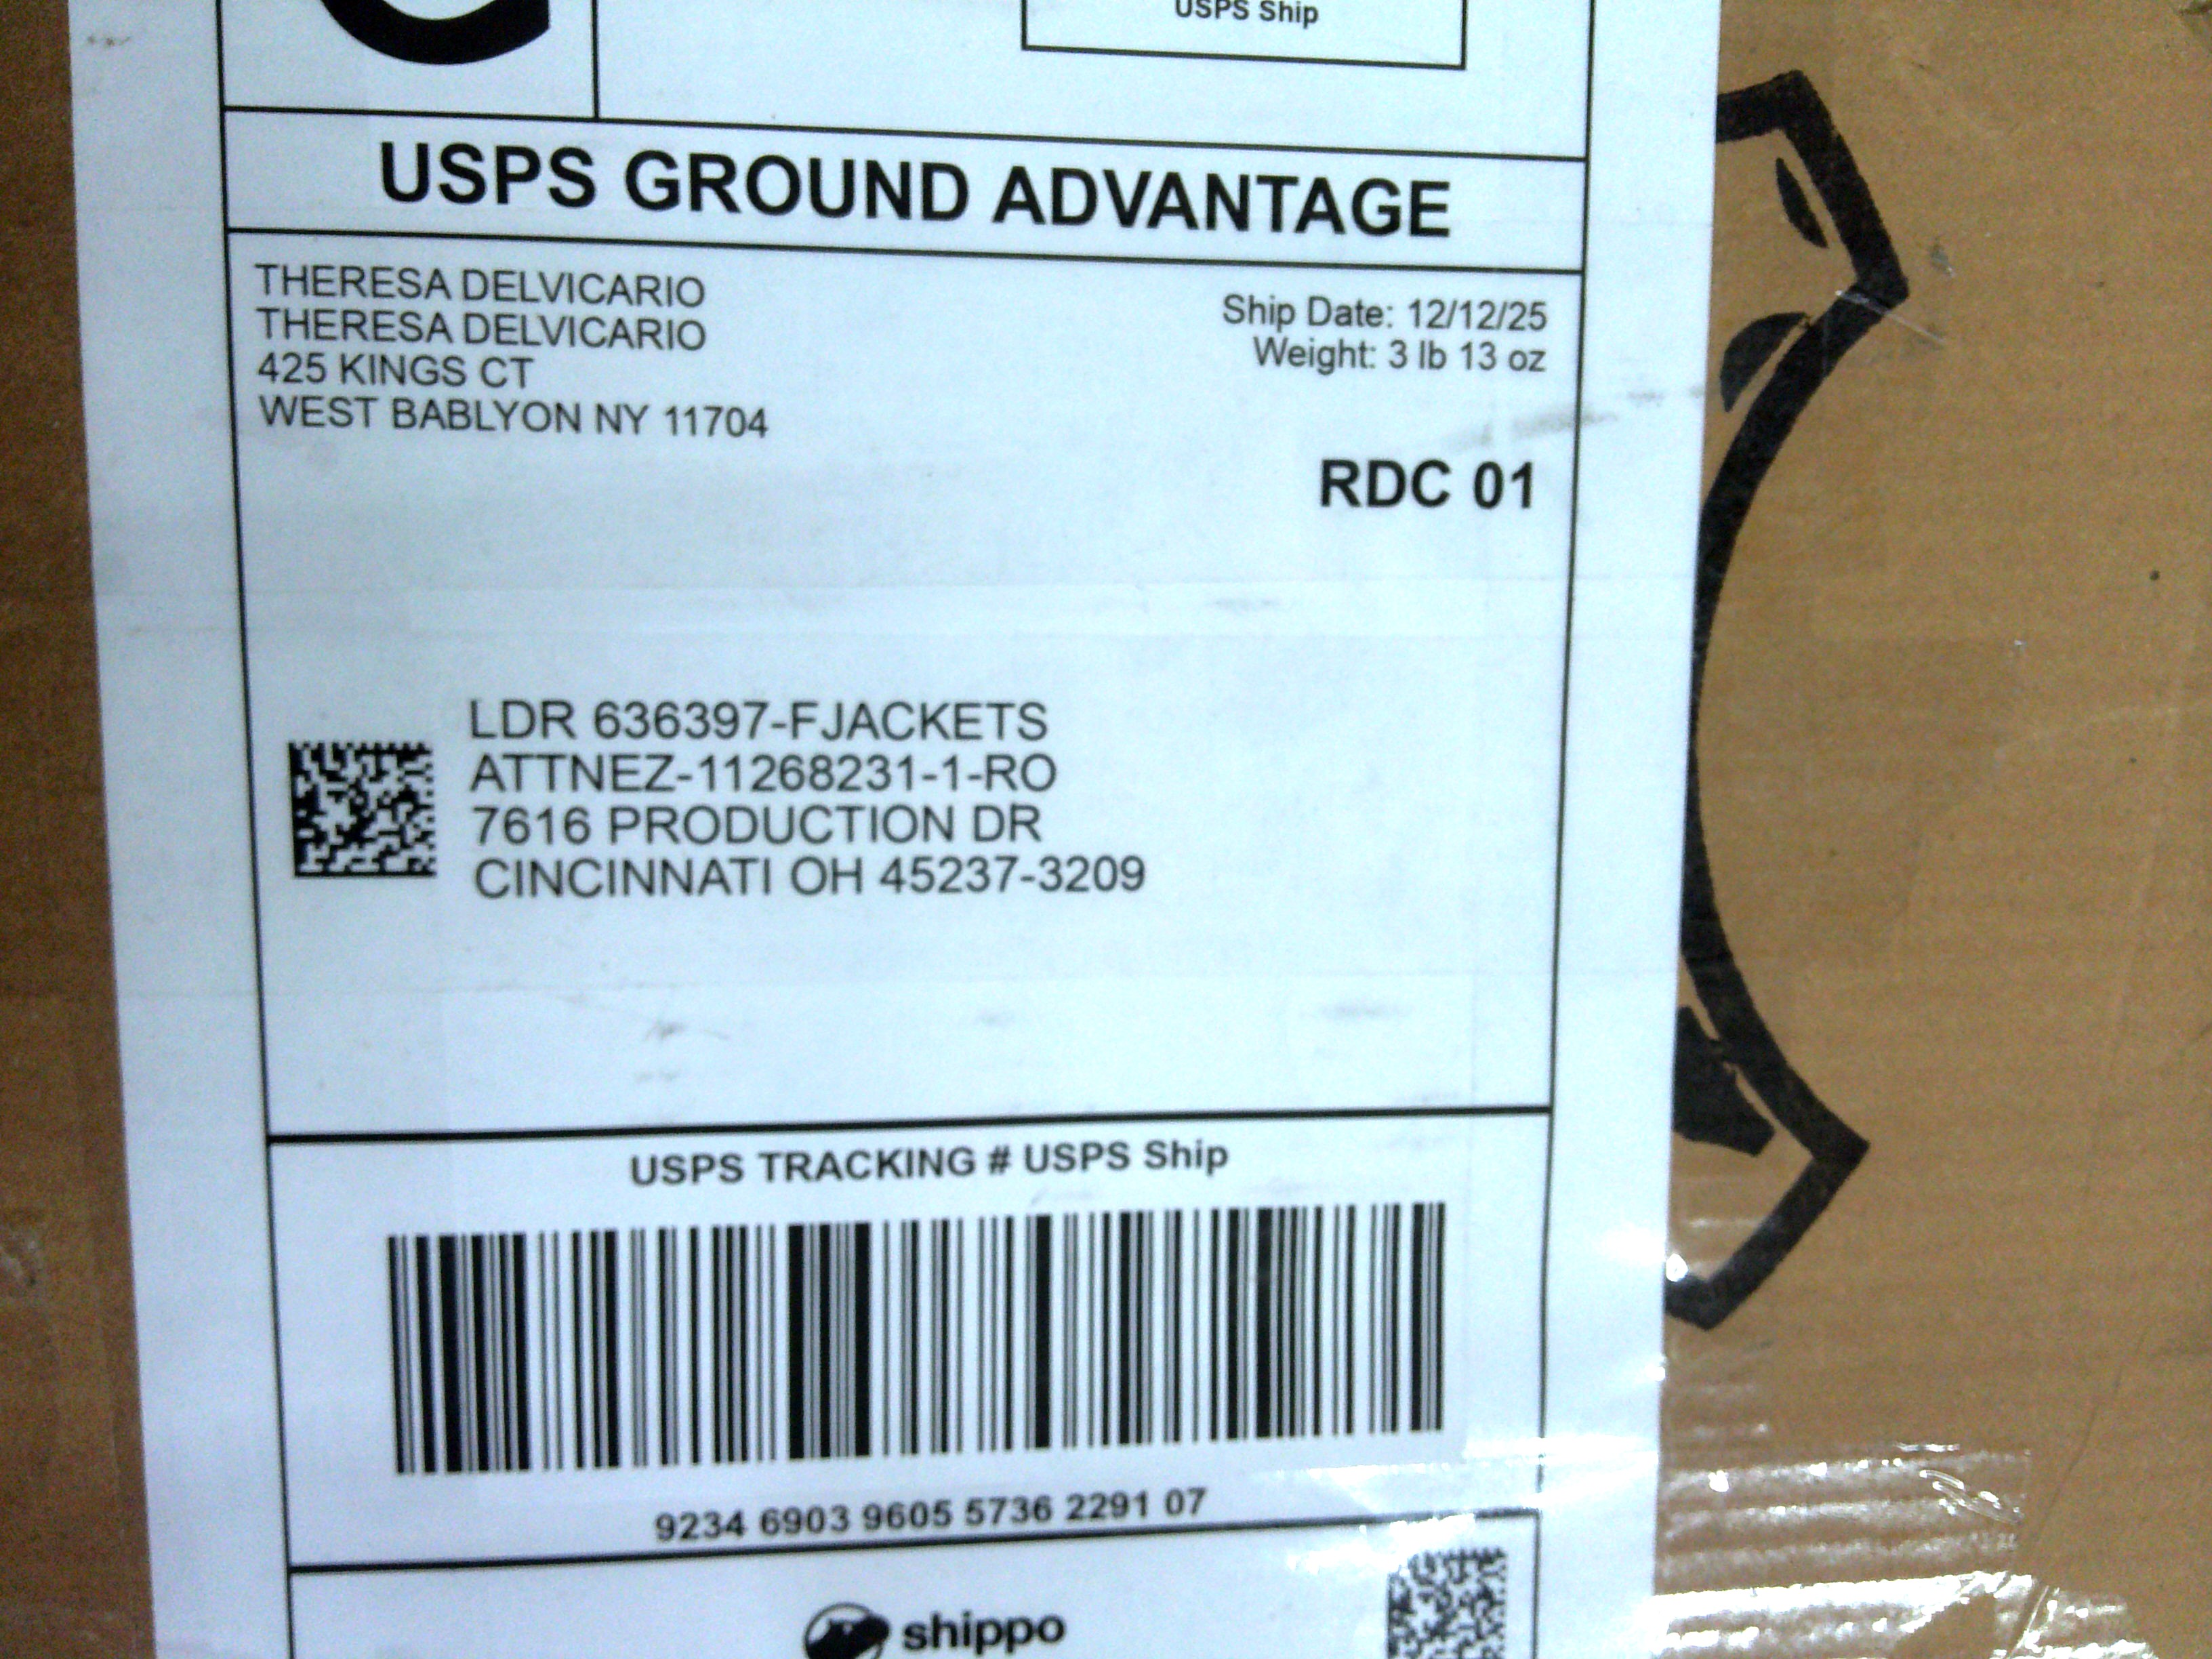 USPS Ship
USPS GROUND ADVANTAGE
THERESA DELVICARIO
THERESA DELVICARIO
425 KINGS CT
WEST BABLYON NY 11704
Ship Date: 12/12/25
Weight: 3 lb 13 oz
RDC 01
LDR 636397-FJACKETS
ATTNEZ-11268231-1-RO
7616 PRODUCTION DR
CINCINNATI OH 45237-3209
USPS TRACKING # USPS Ship
9234 6903 9605 5736 2291 07
shippo